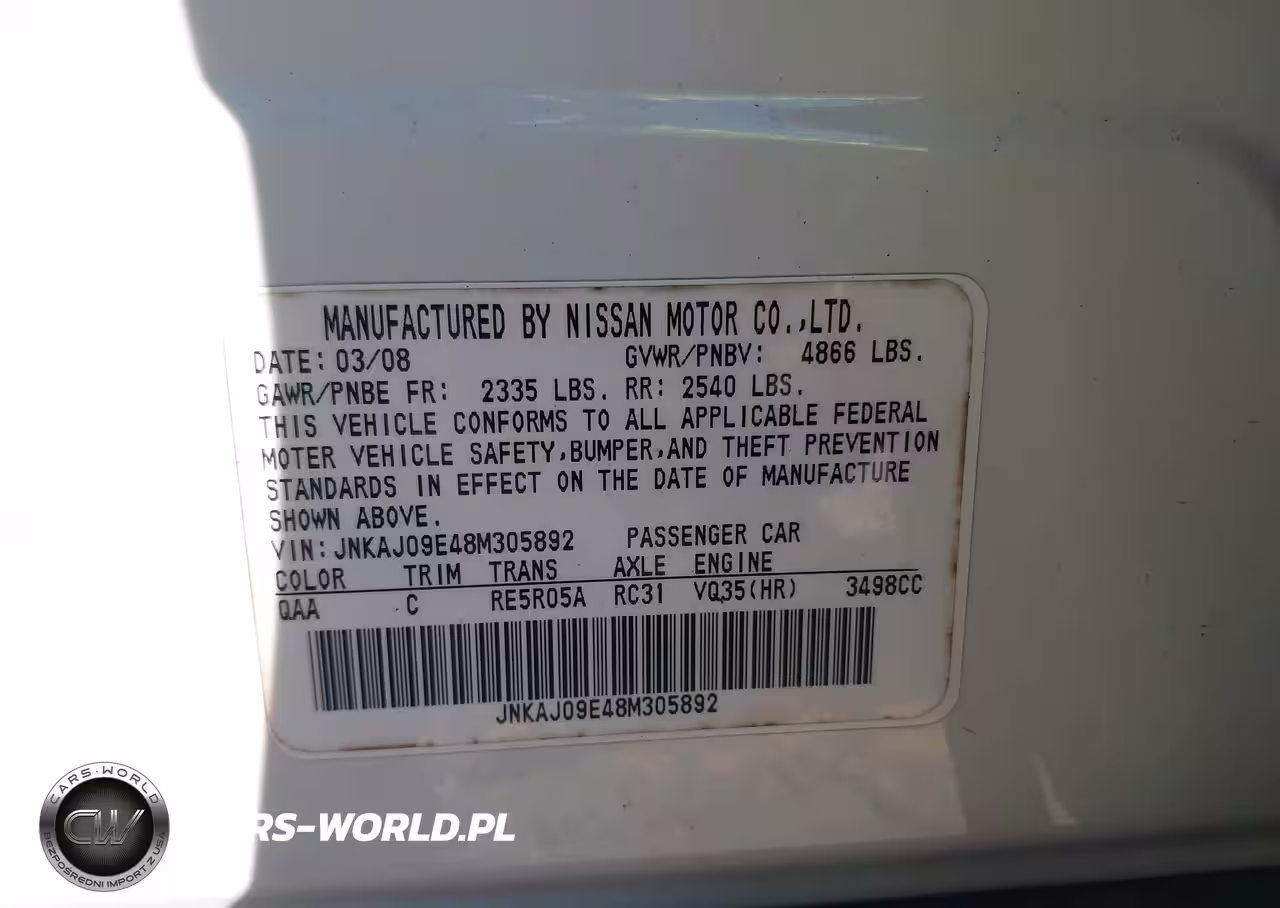 MANUFACTURED BY NISSAN MOTOR CO.,LTD.
DATE: 03/08 GVWR/PNBV: 4866 LBS.
GAWR/PNBE FR: 2335 LBS. RR: 2540 LBS.
THIS VEHICLE CONFORMS TO ALL APPLICABLE FEDERAL
MOTER VEHICLE SAFETY,BUMPER,AND THEFT PREVENTION
STANDARDS IN EFFECT ON THE DATE OF MANUFACTURE
SHOWN ABOVE.
VIN:JNKAJ09E48M305892 PASSENGER CAR
COLOR TRIM TRANS AXLE ENGINE
QAA C RE5R05A RC31 VQ35(HR) 3498CC
JNKAJ09E48M305892
CARS-WORLD
CW
BEZPOŚREDNI IMPORT Z USA
RS-WORLD.PL